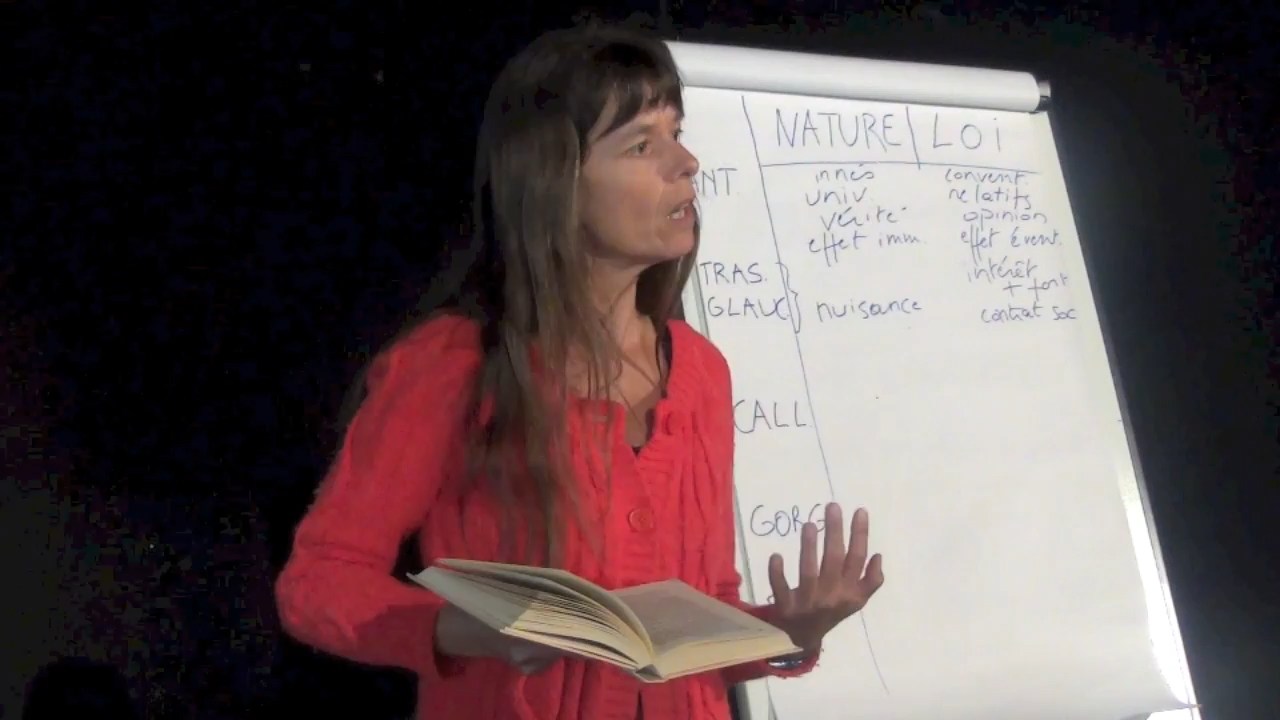 NATURE | LOi
NT. innés convent.
univ. relatifs
vérité opinion
effet imm. effet évent.
TRAS. intérêt
+ fort
GLAUC. nuisance contrat soc
CALL
GORG